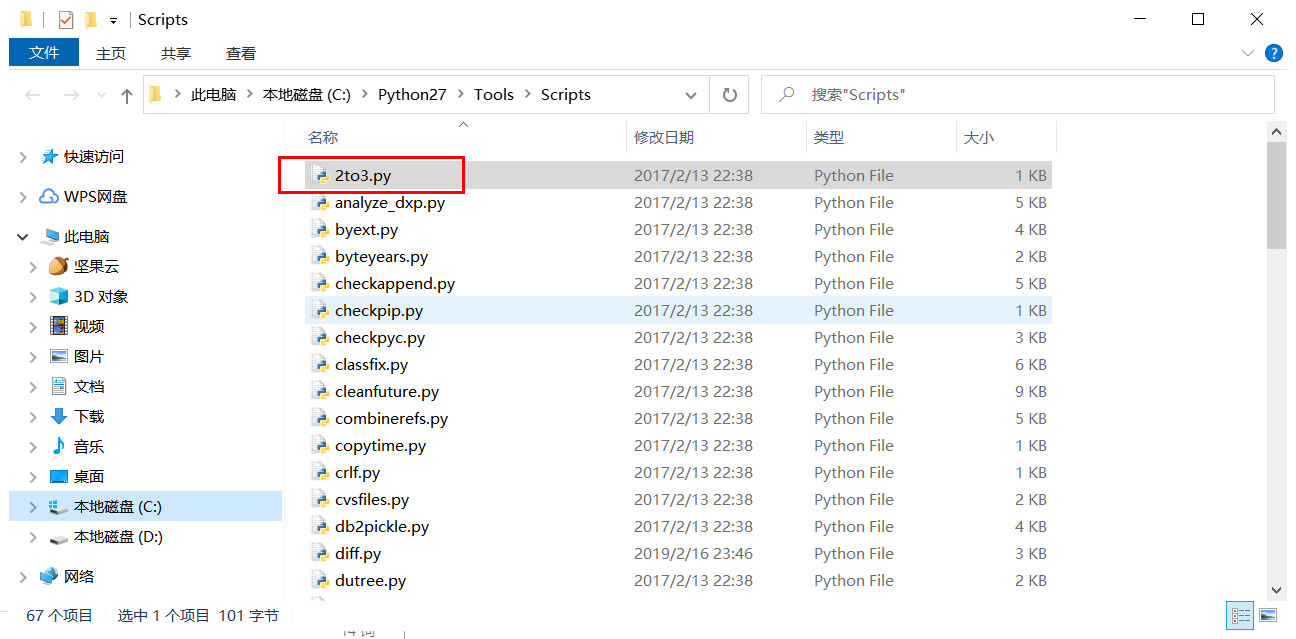 Scripts
文件 主页 共享 查看
此电脑 本地磁盘 (C:) Python27 Tools Scripts 搜索"Scripts"
名称 修改日期 类型 大小
快速访问
WPS网盘
此电脑
坚果云
3D 对象
视频
图片
文档
下载
音乐
桌面
本地磁盘 (C:)
本地磁盘 (D:)
网络
2to3.py 2017/2/13 22:38 Python File 1 KB
analyze_dxp.py 2017/2/13 22:38 Python File 5 KB
byext.py 2017/2/13 22:38 Python File 4 KB
byteyears.py 2017/2/13 22:38 Python File 2 KB
checkappend.py 2017/2/13 22:38 Python File 5 KB
checkpip.py 2017/2/13 22:38 Python File 1 KB
checkpyc.py 2017/2/13 22:38 Python File 3 KB
classfix.py 2017/2/13 22:38 Python File 6 KB
cleanfuture.py 2017/2/13 22:38 Python File 9 KB
combinerefs.py 2017/2/13 22:38 Python File 5 KB
copytime.py 2017/2/13 22:38 Python File 1 KB
crlf.py 2017/2/13 22:38 Python File 1 KB
cvsfiles.py 2017/2/13 22:38 Python File 2 KB
db2pickle.py 2017/2/13 22:38 Python File 4 KB
diff.py 2019/2/16 23:46 Python File 3 KB
dutree.py 2017/2/13 22:38 Python File 2 KB
67 个项目 选中 1 个项目 101 字节